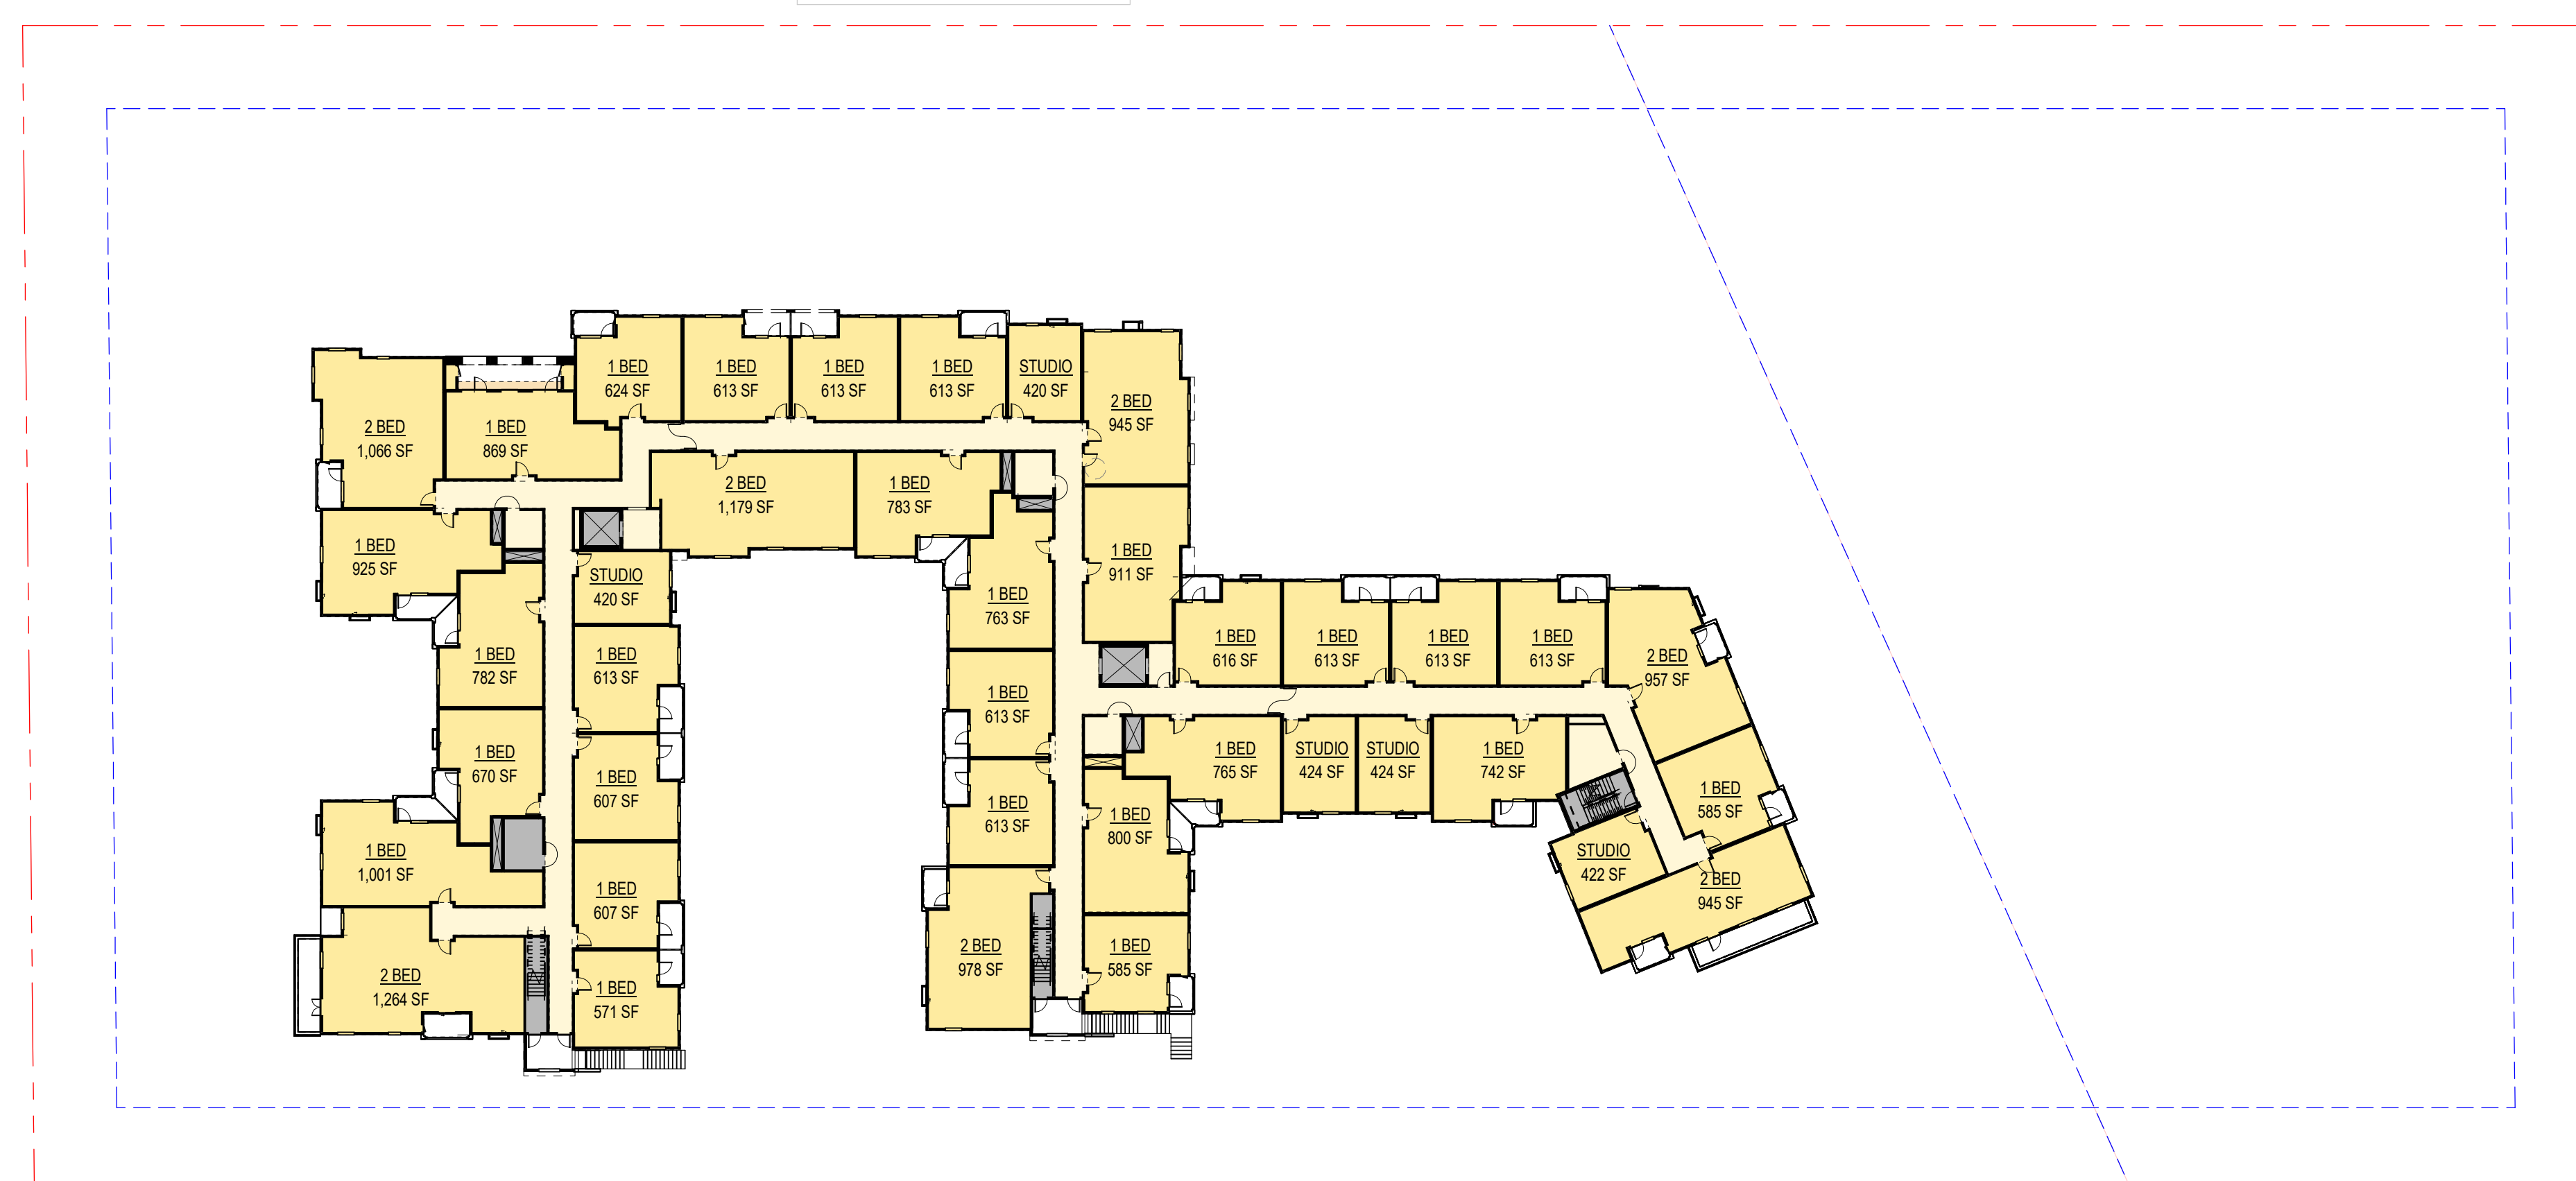 1 BED
624 SF
1 BED
613 SF
1 BED
613 SF
1 BED
613 SF
STUDIO
420 SF
2 BED
945 SF
2 BED
1,066 SF
1 BED
869 SF
2 BED
1,179 SF
1 BED
783 SF
1 BED
925 SF
STUDIO
420 SF
1 BED
763 SF
1 BED
911 SF
1 BED
782 SF
1 BED
613 SF
1 BED
613 SF
1 BED
616 SF
1 BED
613 SF
1 BED
613 SF
1 BED
613 SF
2 BED
957 SF
1 BED
670 SF
1 BED
607 SF
1 BED
613 SF
1 BED
765 SF
STUDIO
424 SF
STUDIO
424 SF
1 BED
742 SF
1 BED
585 SF
1 BED
800 SF
1 BED
1,001 SF
1 BED
607 SF
STUDIO
422 SF
2 BED
945 SF
2 BED
1,264 SF
1 BED
571 SF
2 BED
978 SF
1 BED
585 SF